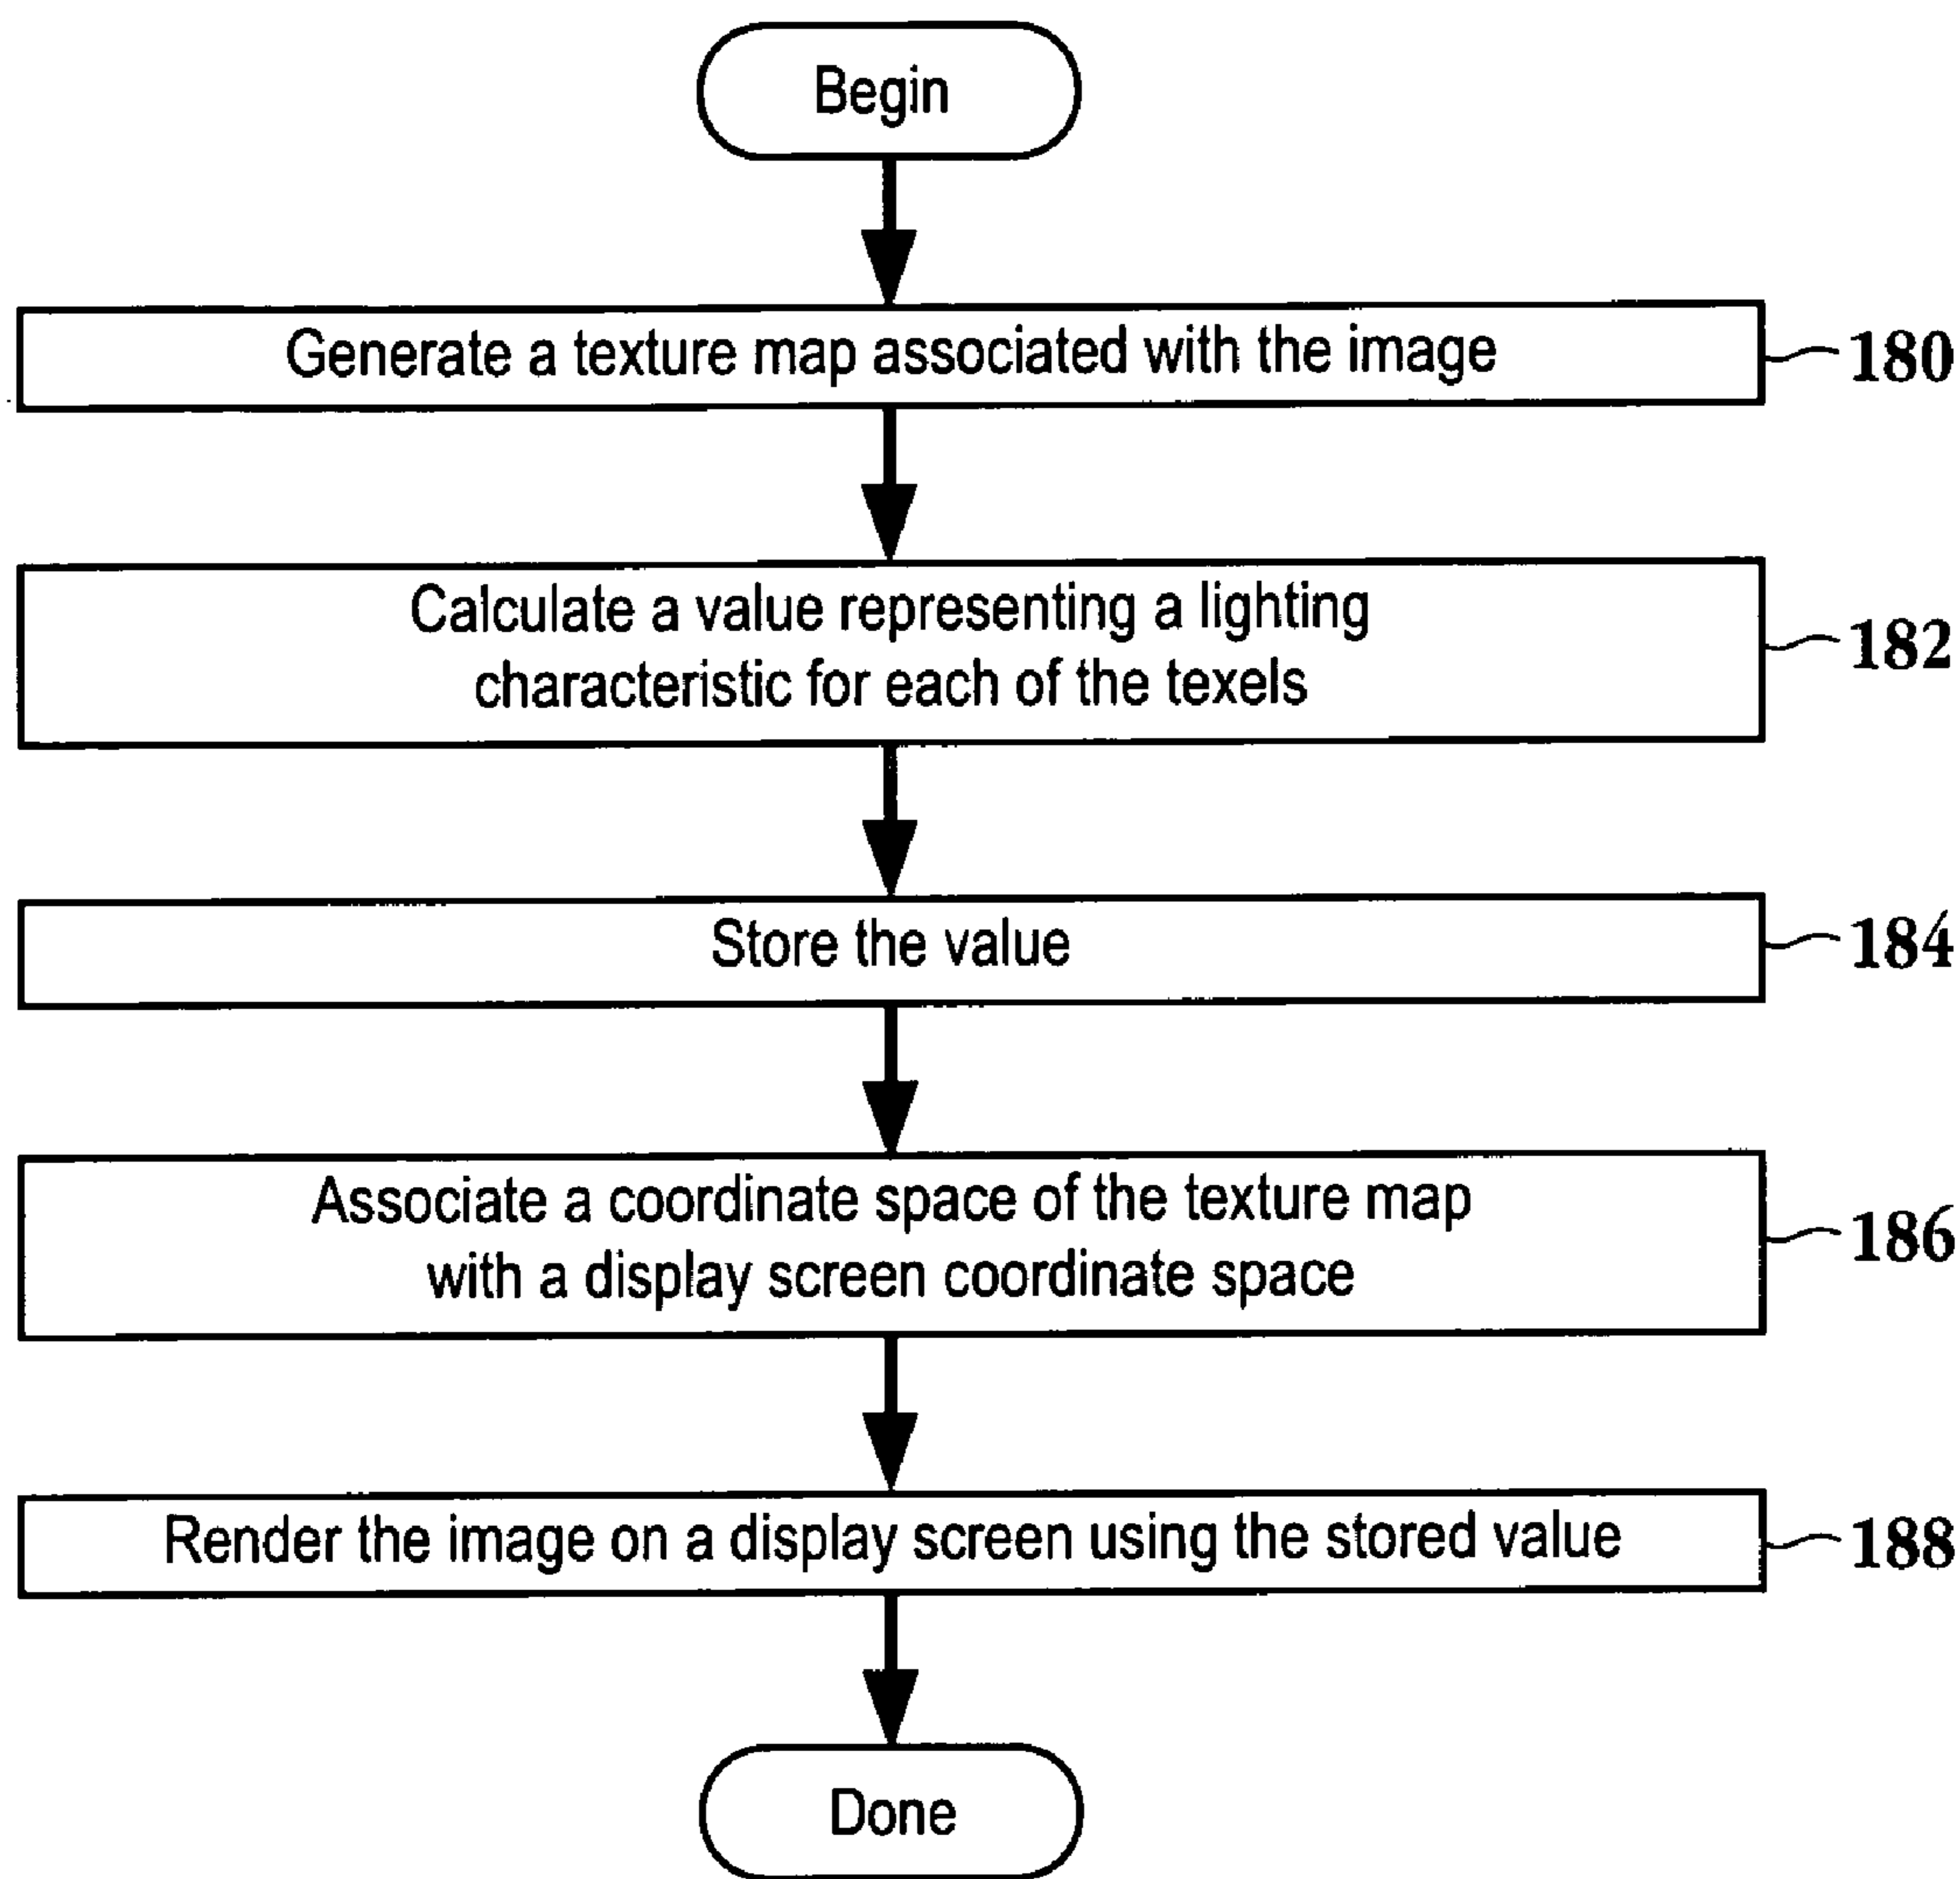 Begin
Generate a texture map associated with the image
180
Calculate a value representing a lighting
characteristic for each of the texels
182
Store the value
184
Associate a coordinate space of the texture map
with a display screen coordinate space
186
Render the image on a display screen using the stored value
188
Done